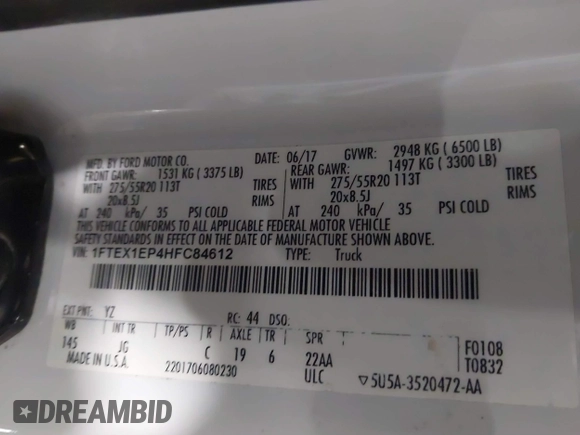 MFD. BY FORD MOTOR CO. DATE: 06/17 GVWR: 2948 KG ( 6500 LB)
FRONT GAWR: 1531 KG ( 3375 LB) REAR GAWR: 1497 KG ( 3300 LB)
WITH 275/55R20 113T TIRES WITH 275/55R20 113T TIRES
20x8.5J RIMS 20x8.5J RIMS
AT 240 kPa/ 35 PSI COLD AT 240 kPa/ 35 PSI COLD
THIS VEHICLE CONFORMS TO ALL APPLICABLE FEDERAL MOTOR VEHICLE
SAFETY STANDARDS IN EFFECT ON THE DATE OF MANUFACTURE SHOWN ABOVE.
VIN: 1FTEX1EP4HFC84612 TYPE: Truck
EXT PNT: YZ RC: 44 DSO:
WB INT TR TP/PS R AXLE TR SPR F0108
145 JG C 19 6 22AA T0832
MADE IN U.S.A. 2201706080230 ULC ▽5U5A-3520472-AA
DREAMBID